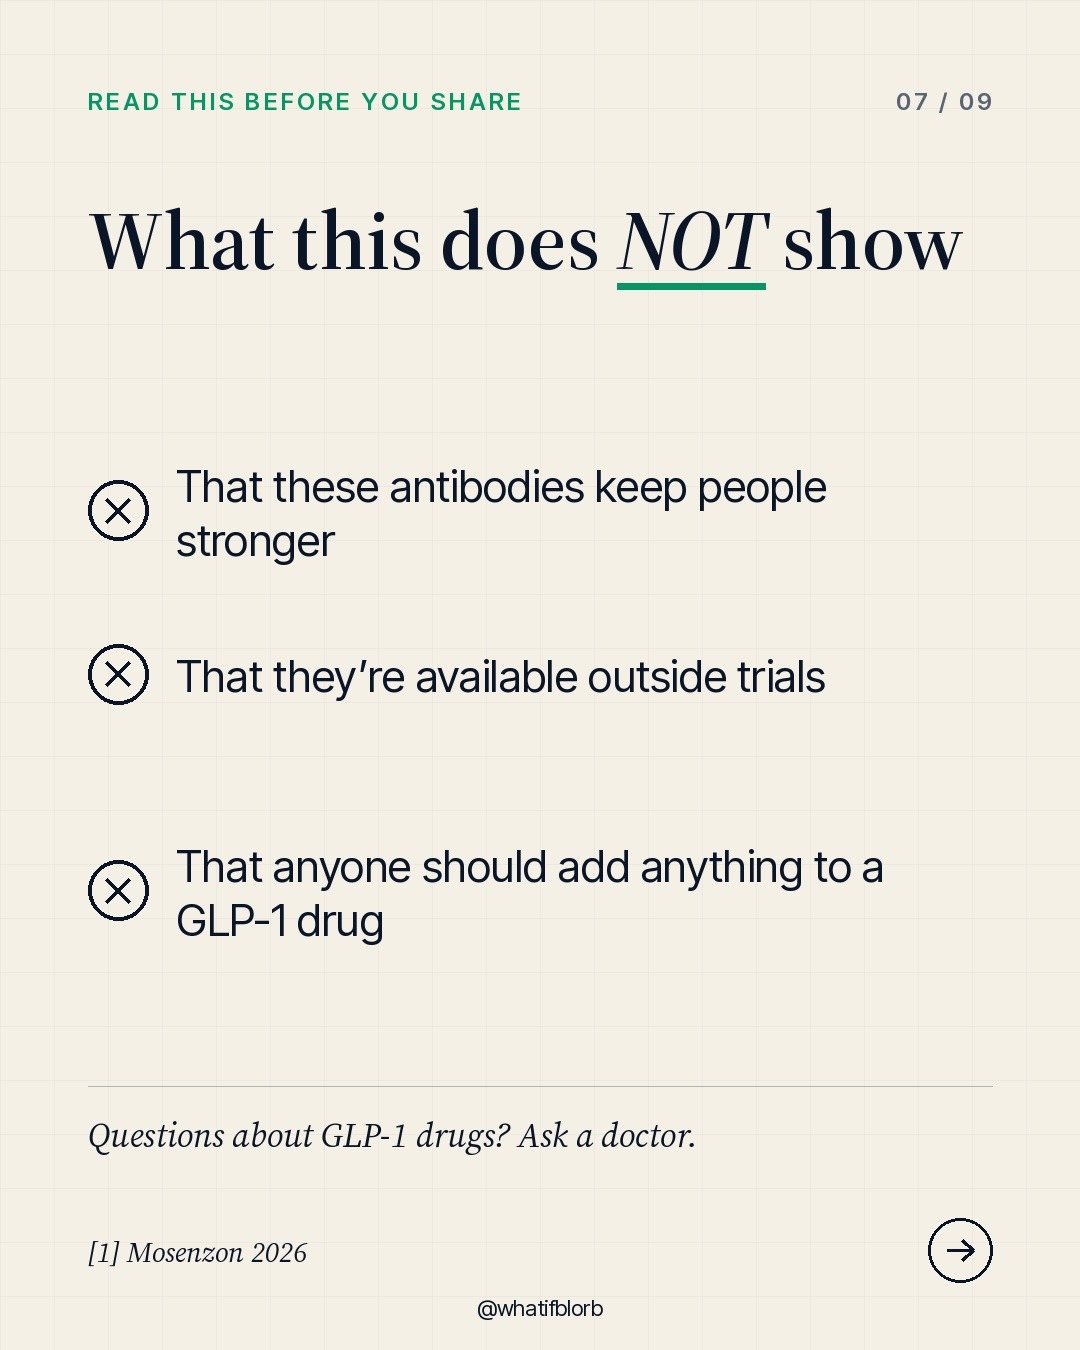 READ THIS BEFORE YOU SHARE
07 / 09
What this does NOT show
That these antibodies keep people
stronger
That they’re available outside trials
That anyone should add anything to a
GLP-1 drug
Questions about GLP-1 drugs? Ask a doctor.
[1] Mosenzon 2026
@whatifblorb